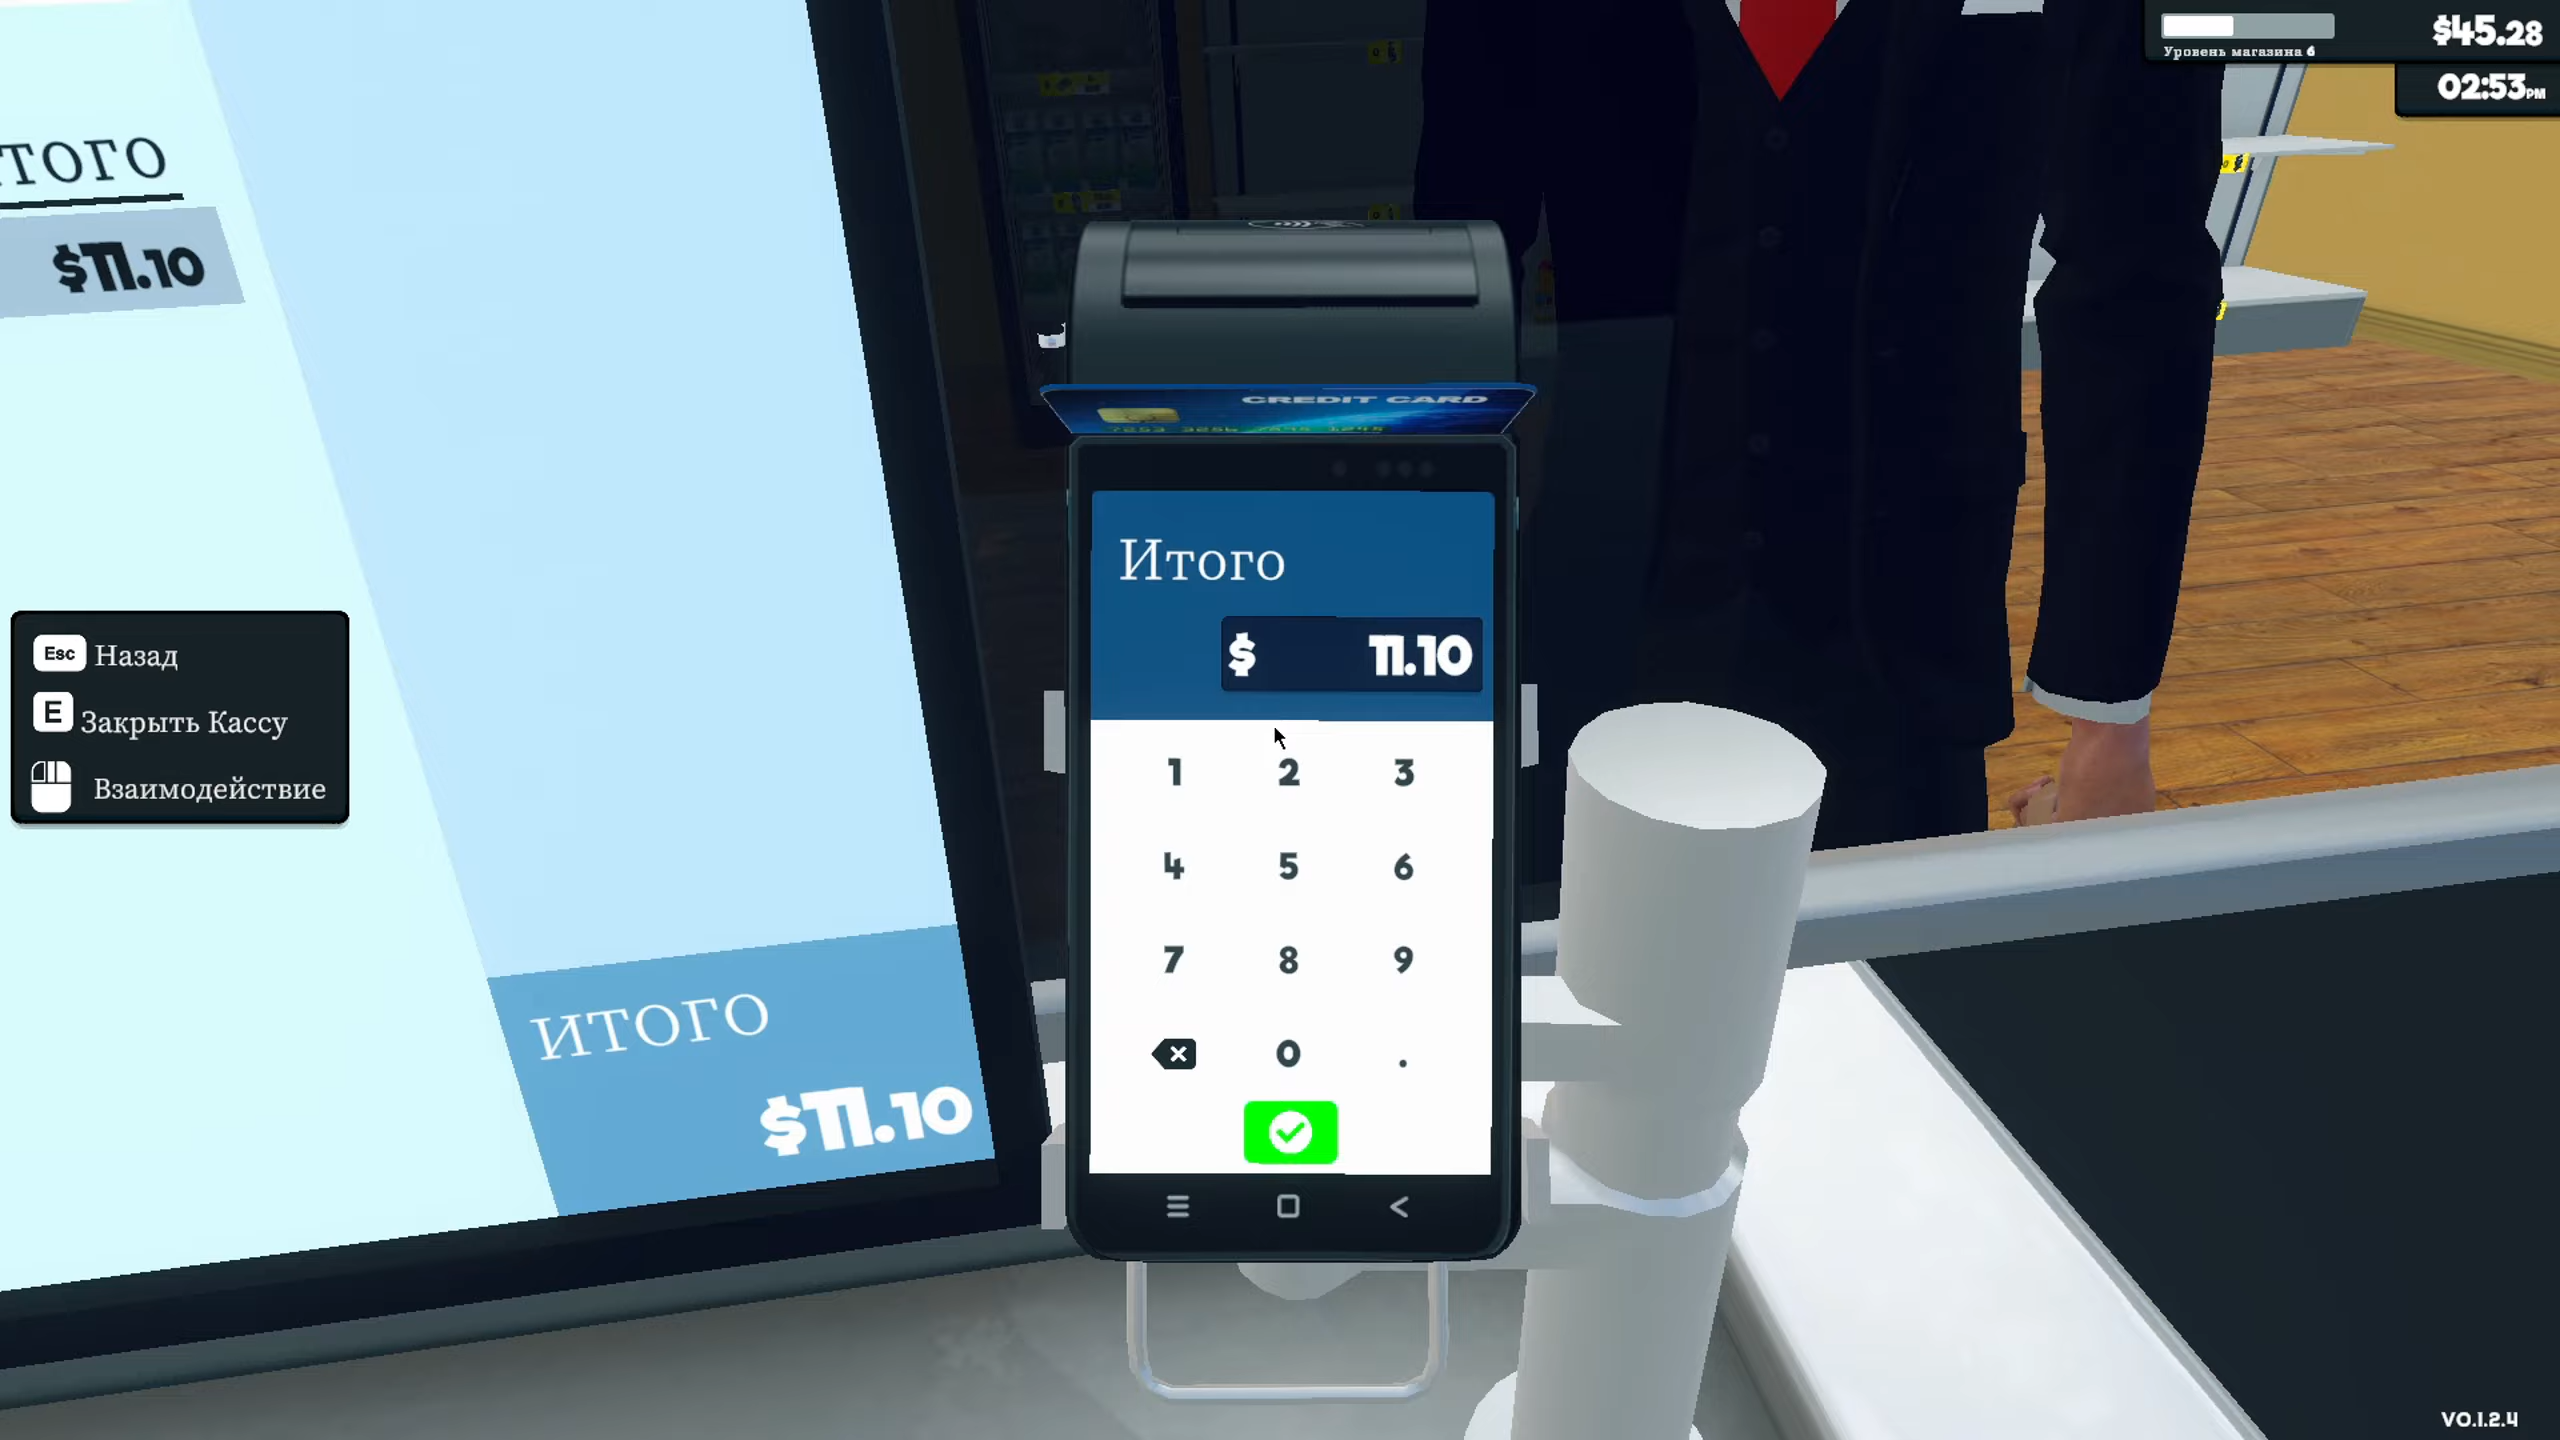 $45.28
Уровень магазина 6
02:53PM
ИТОГО
$11.10
CREDIT CARD
Итого
$ 11.10
Esc Назад
E Закрыть Кассу
Взаимодействие
1 2 3
4 5 6
7 8 9
0 .
ИТОГО
$11.10
V0.1.2.4